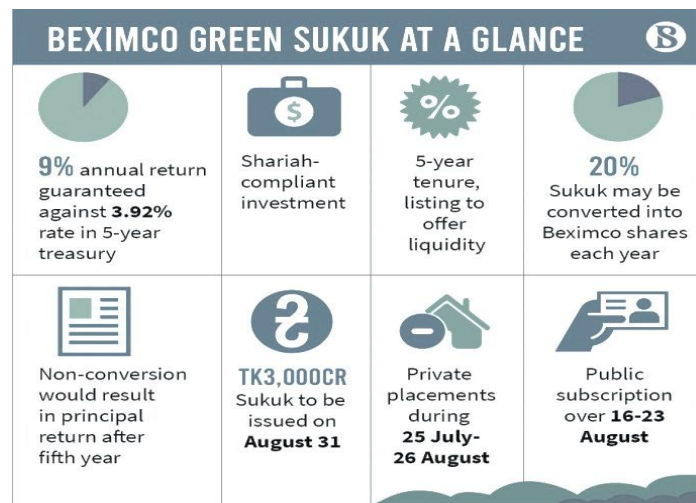 BEXIMCO GREEN SUKUK AT A GLANCE
9% annual return
guaranteed
against 3.92%
rate in 5-year
treasury
$
Shariah-
compliant
investment
%
5-year
tenure,
listing to
offer
liquidity
20%
Sukuk may be
converted into
Beximco shares
each year
Non-conversion
would result
in principal
return after
fifth year
TK3,000CR
Sukuk to be
issued on
August 31
Private
placements
during
25 July-
26 August
Public
subscription
over 16-23
August